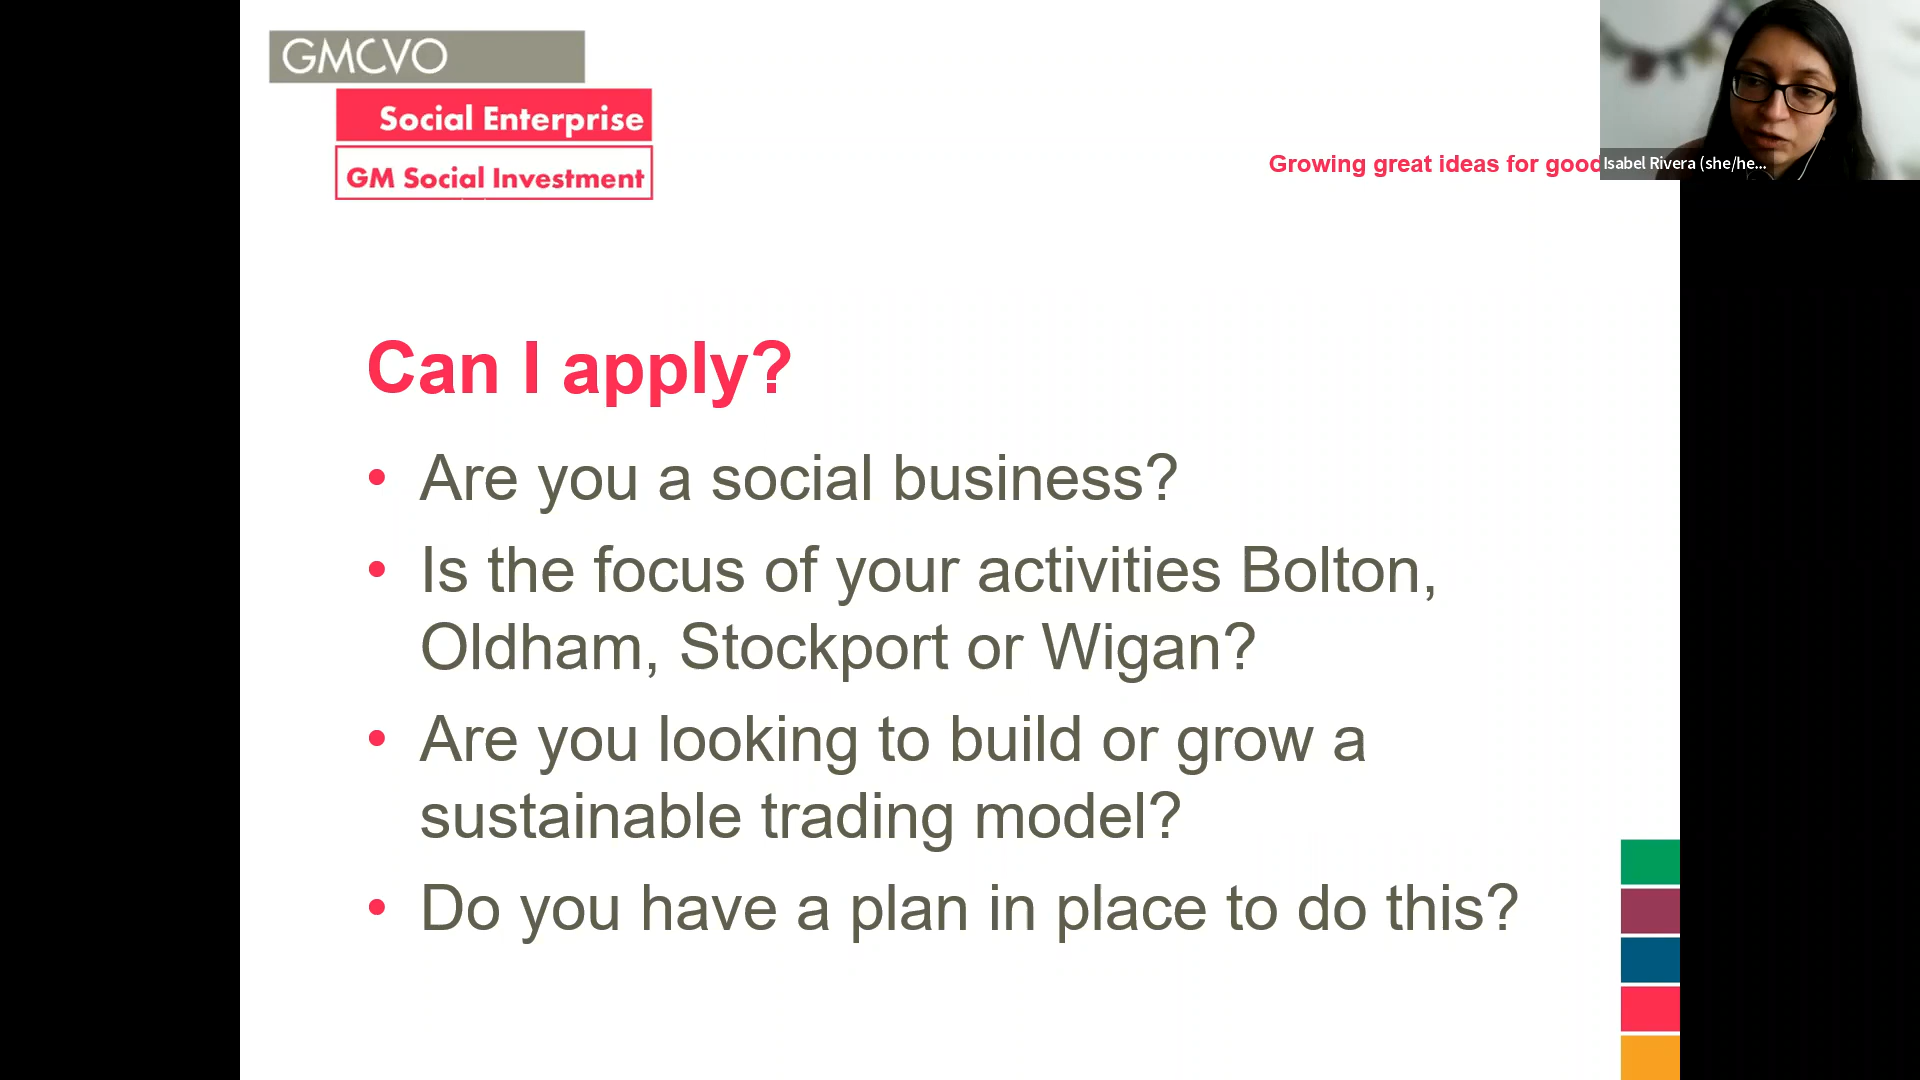 GMCVO
Social Enterprise
GM Social Investment
Growing great ideas for good
Isabel Rivera (she/he...
Can I apply?
• Are you a social business?
• Is the focus of your activities Bolton,
Oldham, Stockport or Wigan?
• Are you looking to build or grow a
sustainable trading model?
• Do you have a plan in place to do this?